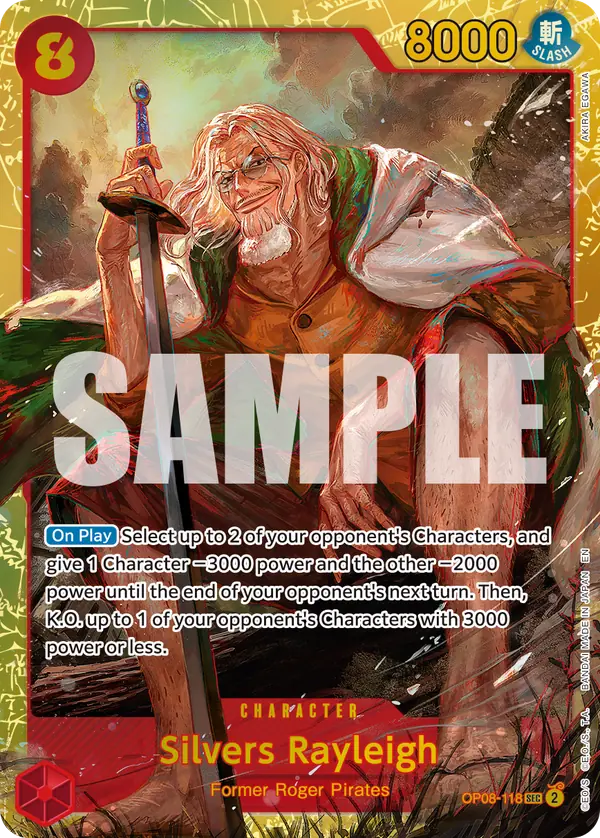 8
8000
斬
SLASH
AKIRA EGAWA
SAMPLE
On Play Select up to 2 of your opponent's Characters, and
give 1 Character −3000 power and the other −2000
power until the end of your opponent's next turn. Then,
K.O. up to 1 of your opponent's Characters with 3000
power or less.
CHARACTER
Silvers Rayleigh
Former Roger Pirates
OP08-118 SEC 2
©E.O/S ©E.O./S., T.A. BANDAI MADE IN JAPAN EN